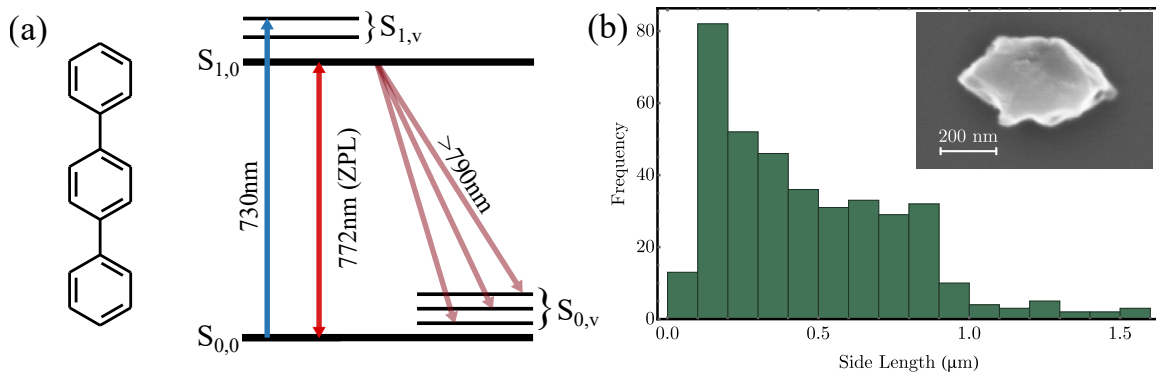 (a)
} S1,v
S1,0
730nm
772nm (ZPL)
>790nm
} S0,v
S0,0
(b)
80
60
40
20
0
Frequency
200 nm
0.0 0.5 1.0 1.5
Side Length (μm)